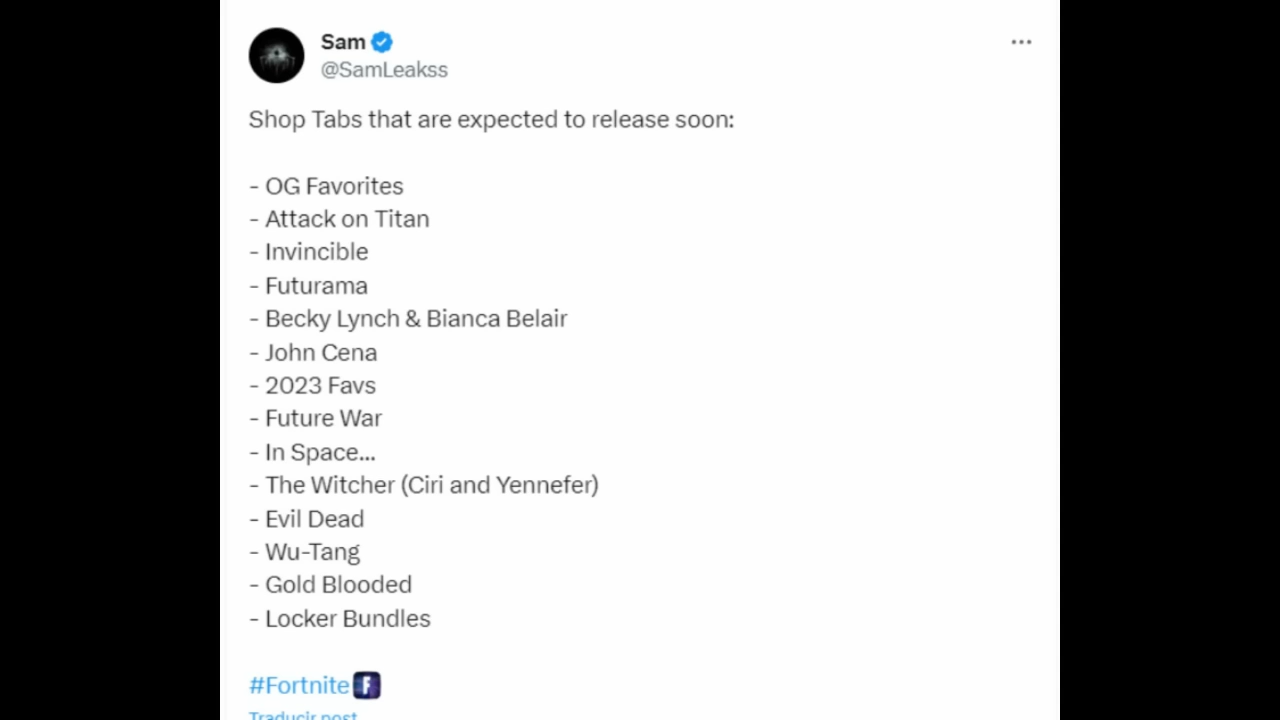 Sam
@SamLeakss
Shop Tabs that are expected to release soon:
- OG Favorites
- Attack on Titan
- Invincible
- Futurama
- Becky Lynch & Bianca Belair
- John Cena
- 2023 Favs
- Future War
- In Space...
- The Witcher (Ciri and Yennefer)
- Evil Dead
- Wu-Tang
- Gold Blooded
- Locker Bundles
#Fortnite
Traducir post